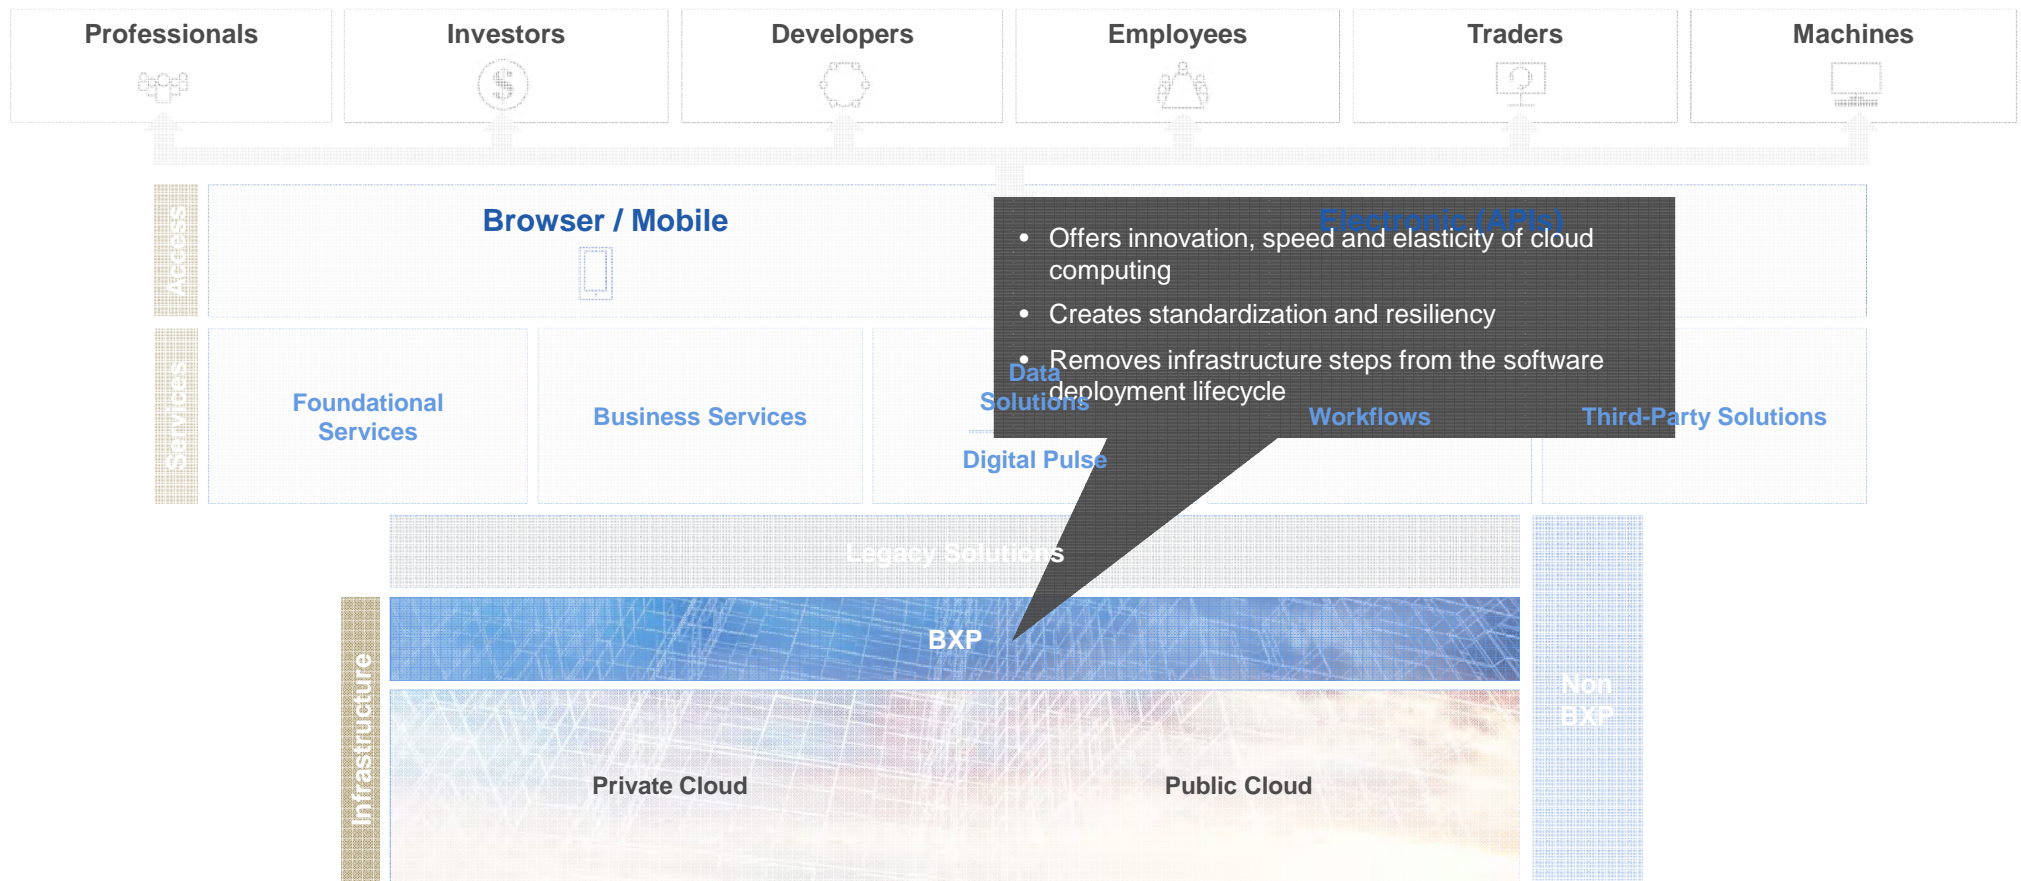 Professionals
Investors
Developers
Employees
Traders
Machines
Access
Browser / Mobile
Electronic (APIs)
• Offers innovation, speed and elasticity of cloud
computing
• Creates standardization and resiliency
• Removes infrastructure steps from the software
deployment lifecycle
Services
Foundational
Services
Business Services
Data
Solutions
Digital Pulse
Workflows
Third-Party Solutions
Legacy Solutions
Infrastructure
BXP
Non
BXP
Private Cloud
Public Cloud